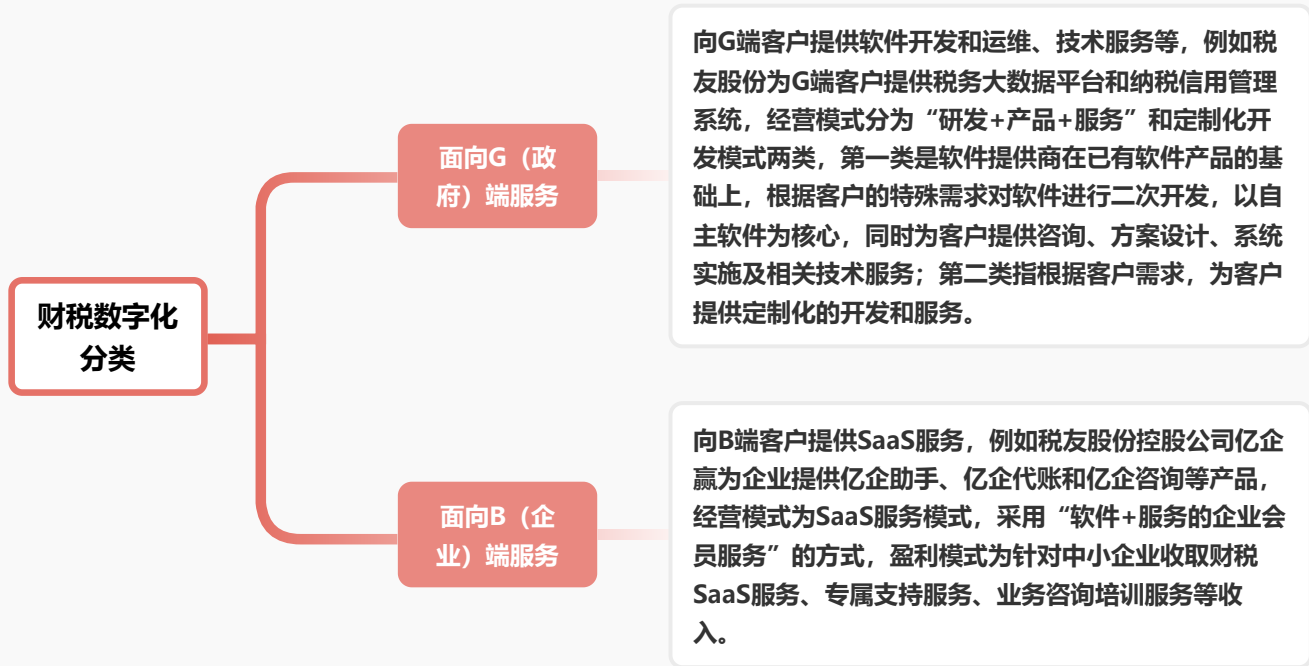 财税数字化
分类
面向G（政
府）端服务
向G端客户提供软件开发和运维、技术服务等，例如税
友股份为G端客户提供税务大数据平台和纳税信用管理
系统，经营模式分为“研发+产品+服务”和定制化开
发模式两类，第一类是软件提供商在已有软件产品的基
础上，根据客户的特殊需求对软件进行二次开发，以自
主软件为核心，同时为客户提供咨询、方案设计、系统
实施及相关技术服务；第二类指根据客户需求，为客户
提供定制化的开发和服务。
面向B（企
业）端服务
向B端客户提供SaaS服务，例如税友股份控股公司亿企
赢为企业提供亿企助手、亿企代账和亿企咨询等产品，
经营模式为SaaS服务模式，采用“软件+服务的企业会
员服务”的方式，盈利模式为针对中小企业收取财税
SaaS服务、专属支持服务、业务咨询培训服务等收
入。